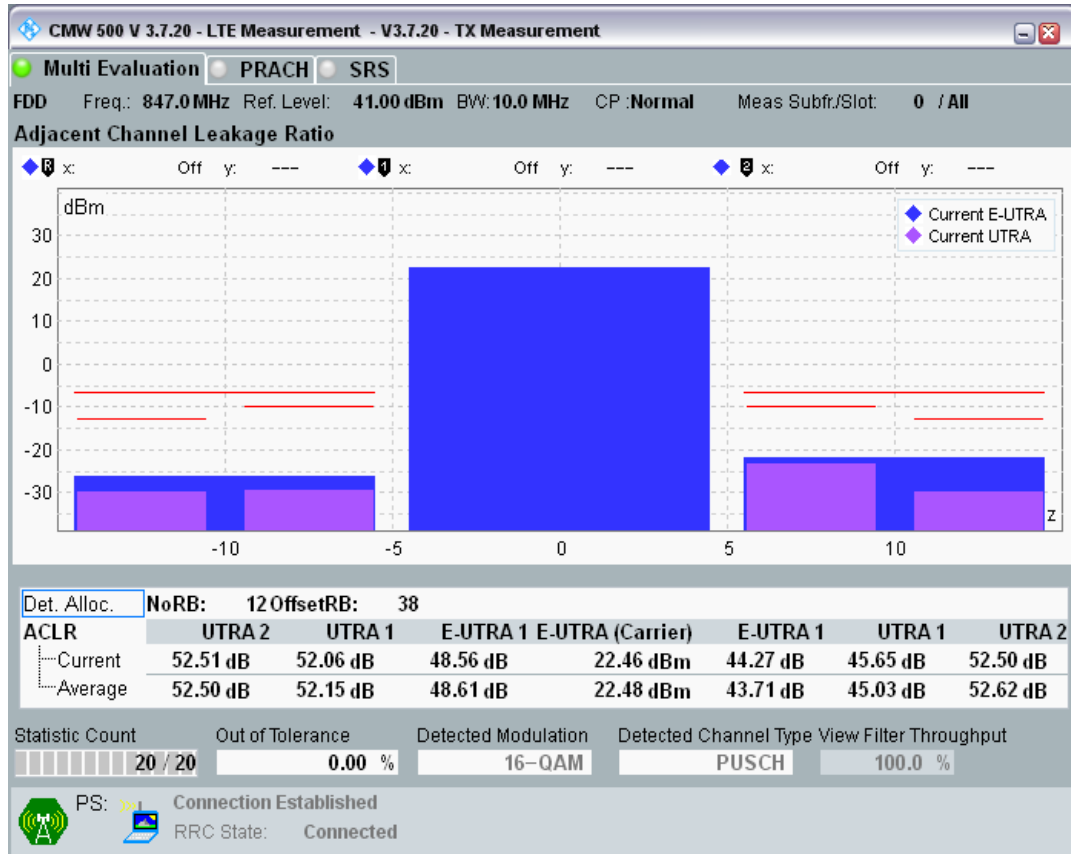 CMW 500 V 3.7.20 - LTE Measurement - V3.7.20 - TX Measurement
Multi Evaluation PRACH SRS
FDD Freq.: 847.0 MHz Ref. Level: 41.00 dBm BW: 10.0 MHz CP :Normal Meas Subfr./Slot: 0 / All
Adjacent Channel Leakage Ratio
R x: Off y: --- 1 x: Off y: --- 2 x: Off y: ---
dBm
Current E-UTRA
Current UTRA
30
20
10
0
-10
-20
-30
z
-10 -5 0 5 10
Det. Alloc. NoRB: 12 OffsetRB: 38
ACLR UTRA 2 UTRA 1 E-UTRA 1 E-UTRA (Carrier) E-UTRA 1 UTRA 1 UTRA 2
Current 52.51 dB 52.06 dB 48.56 dB 22.46 dBm 44.27 dB 45.65 dB 52.50 dB
Average 52.50 dB 52.15 dB 48.61 dB 22.48 dBm 43.71 dB 45.03 dB 52.62 dB
Statistic Count Out of Tolerance Detected Modulation Detected Channel Type View Filter Throughput
20 / 20 0.00 % 16-QAM PUSCH 100.0 %
PS: Connection Established
RRC State: Connected